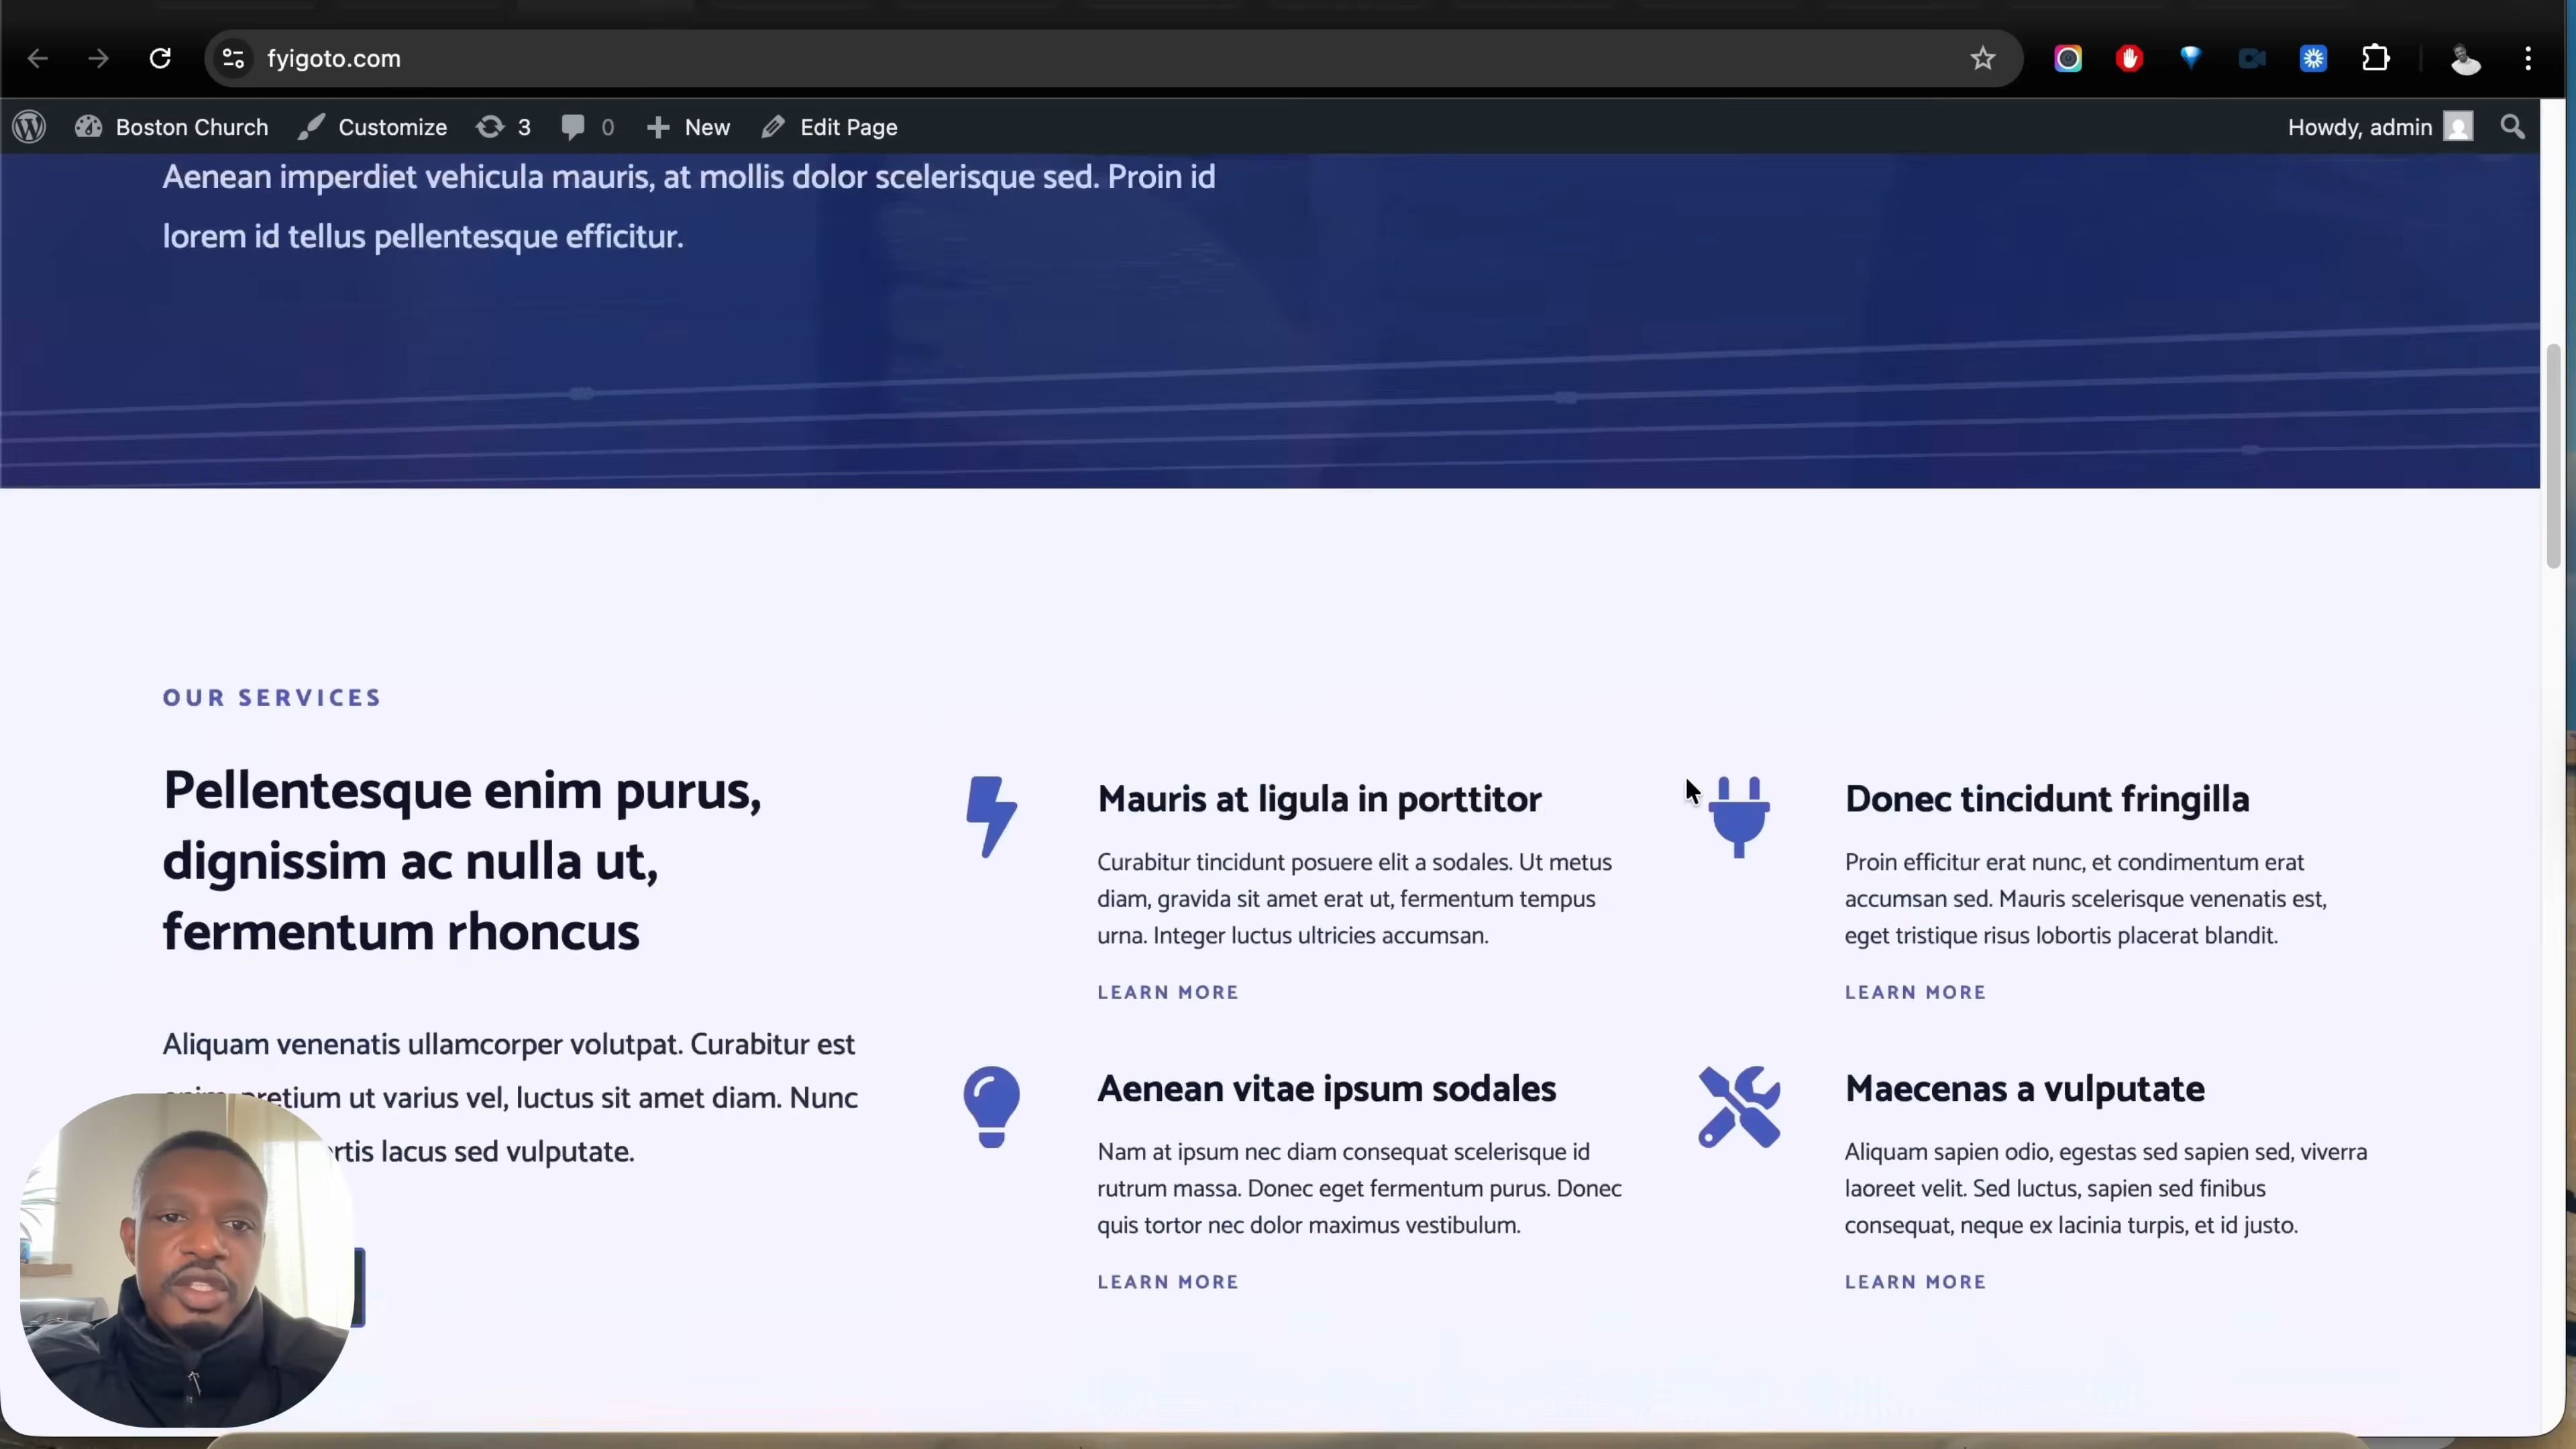 fyigoto.com
Boston Church
Customize
3
0
New
Edit Page
Howdy, admin
Aenean imperdiet vehicula mauris, at mollis dolor scelerisque sed. Proin id
lorem id tellus pellentesque efficitur.
OUR SERVICES
Pellentesque enim purus,
dignissim ac nulla ut,
fermentum rhoncus
Aliquam venenatis ullamcorper volutpat. Curabitur est
pretium ut varius vel, luctus sit amet diam. Nunc
lacus sed vulputate.
Mauris at ligula in porttitor
Curabitur tincidunt posuere elit a sodales. Ut metus
diam, gravida sit amet erat ut, fermentum tempus
urna. Integer luctus ultricies accumsan.
LEARN MORE
Donec tincidunt fringilla
Proin efficitur erat nunc, et condimentum erat
accumsan sed. Mauris scelerisque venenatis est,
eget tristique risus lobortis placerat blandit.
LEARN MORE
Aenean vitae ipsum sodales
Nam at ipsum nec diam consequat scelerisque id
rutrum massa. Donec eget fermentum purus. Donec
quis tortor nec dolor maximus vestibulum.
LEARN MORE
Maecenas a vulputate
Aliquam sapien odio, egestas sed sapien sed, viverra
laoreet velit. Sed luctus, sapien sed finibus
consequat, neque ex lacinia turpis, et id justo.
LEARN MORE